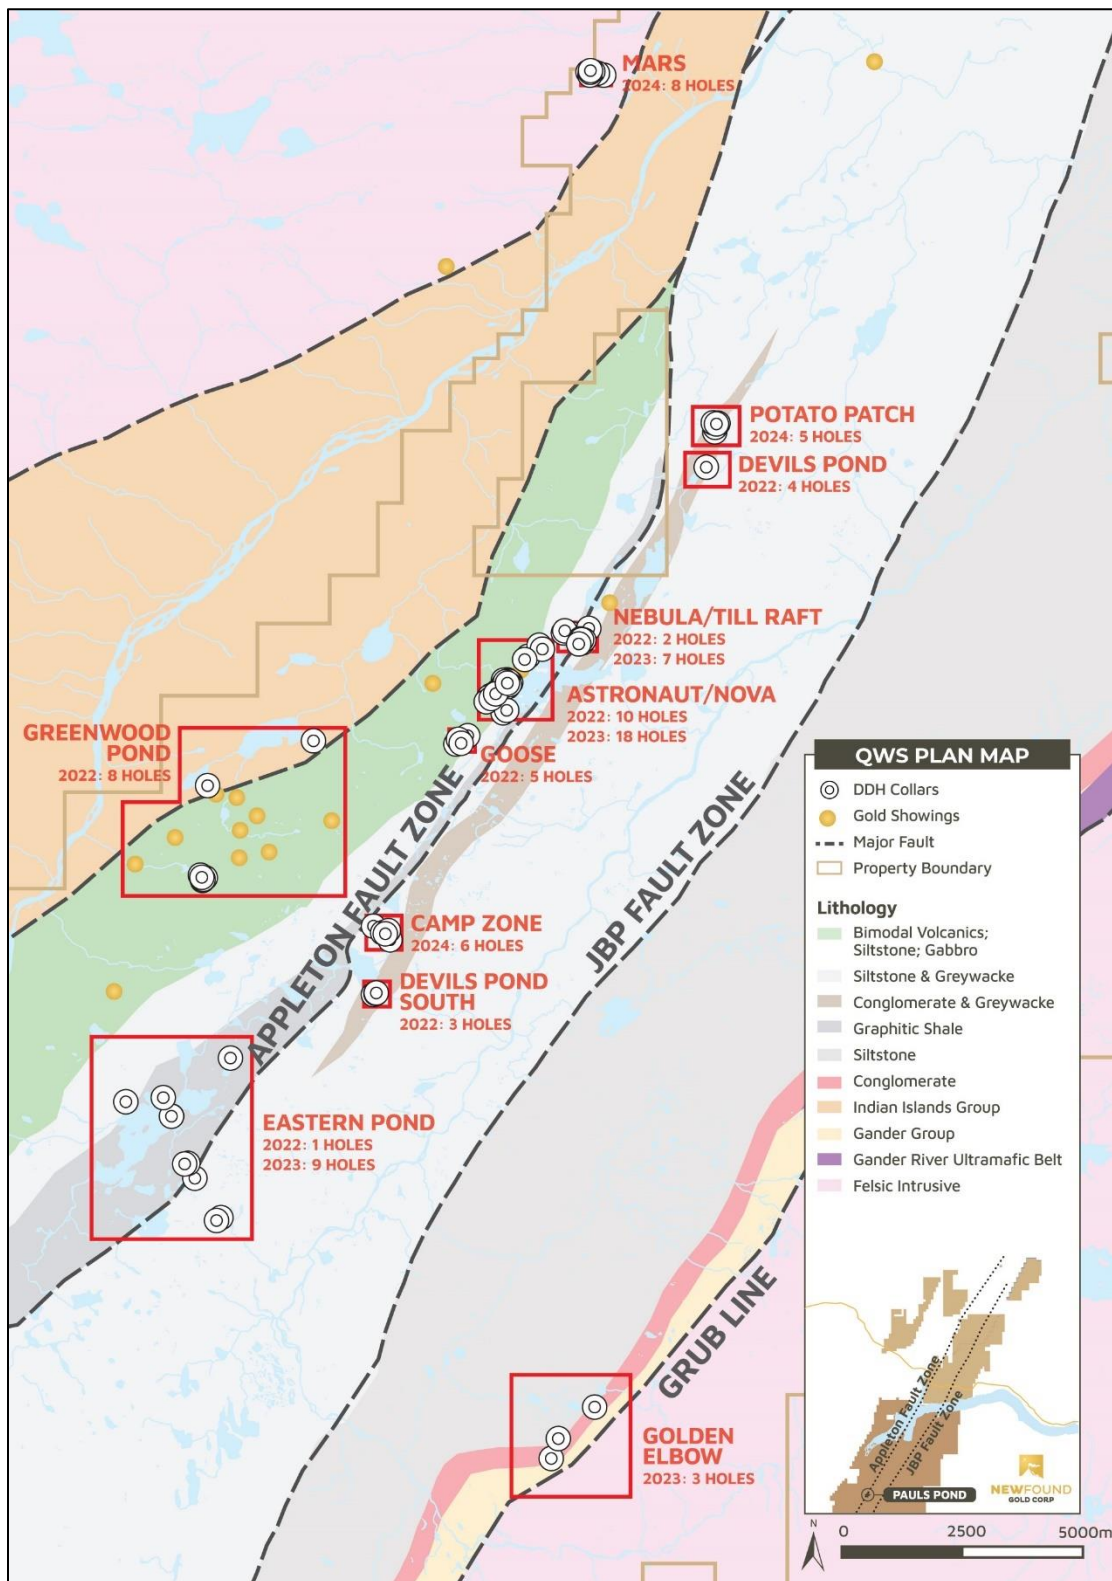 MARS
2024: 8 HOLES
POTATO PATCH
2024: 5 HOLES
DEVILS POND
2022: 4 HOLES
NEBULA/TILL RAFT
2022: 2 HOLES
2023: 7 HOLES
ASTRONAUT/NOVA
2022: 10 HOLES
2023: 18 HOLES
GREENWOOD
POND
2022: 8 HOLES
GOOSE
2022: 5 HOLES
APPLETON FAULT ZONE
JBP FAULT ZONE
CAMP ZONE
2024: 6 HOLES
DEVILS POND
SOUTH
2022: 3 HOLES
EASTERN POND
2022: 1 HOLES
2023: 9 HOLES
GRUB LINE
GOLDEN
ELBOW
2023: 3 HOLES
QWS PLAN MAP
DDH Collars
Gold Showings
Major Fault
Property Boundary
Lithology
Bimodal Volcanics;
Siltstone; Gabbro
Siltstone & Greywacke
Conglomerate & Greywacke
Graphitic Shale
Siltstone
Conglomerate
Indian Islands Group
Gander Group
Gander River Ultramafic Belt
Felsic Intrusive
Appleton Fault Zone
JBP Fault Zone
PAULS POND
NEWFOUND
GOLD CORP
N
0 2500 5000m